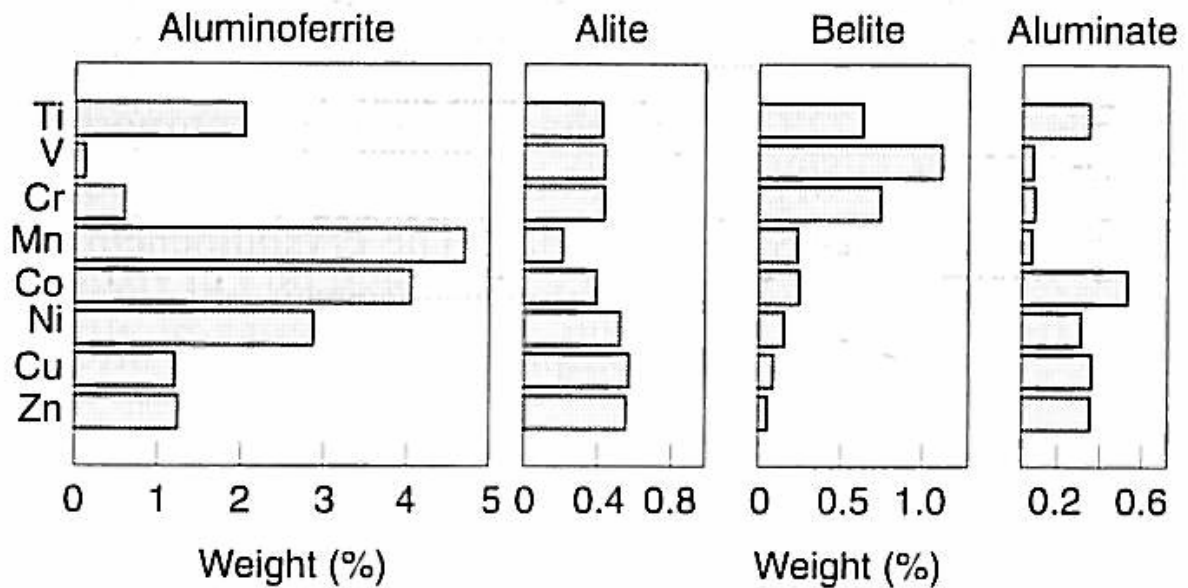 Aluminoferrite Alite Belite Aluminate
Ti
V
Cr
Mn
Co
Ni
Cu
Zn
0 1 2 3 4 5 0 0.4 0.8 0 0.5 1.0 0.2 0.6
Weight (%) Weight (%)